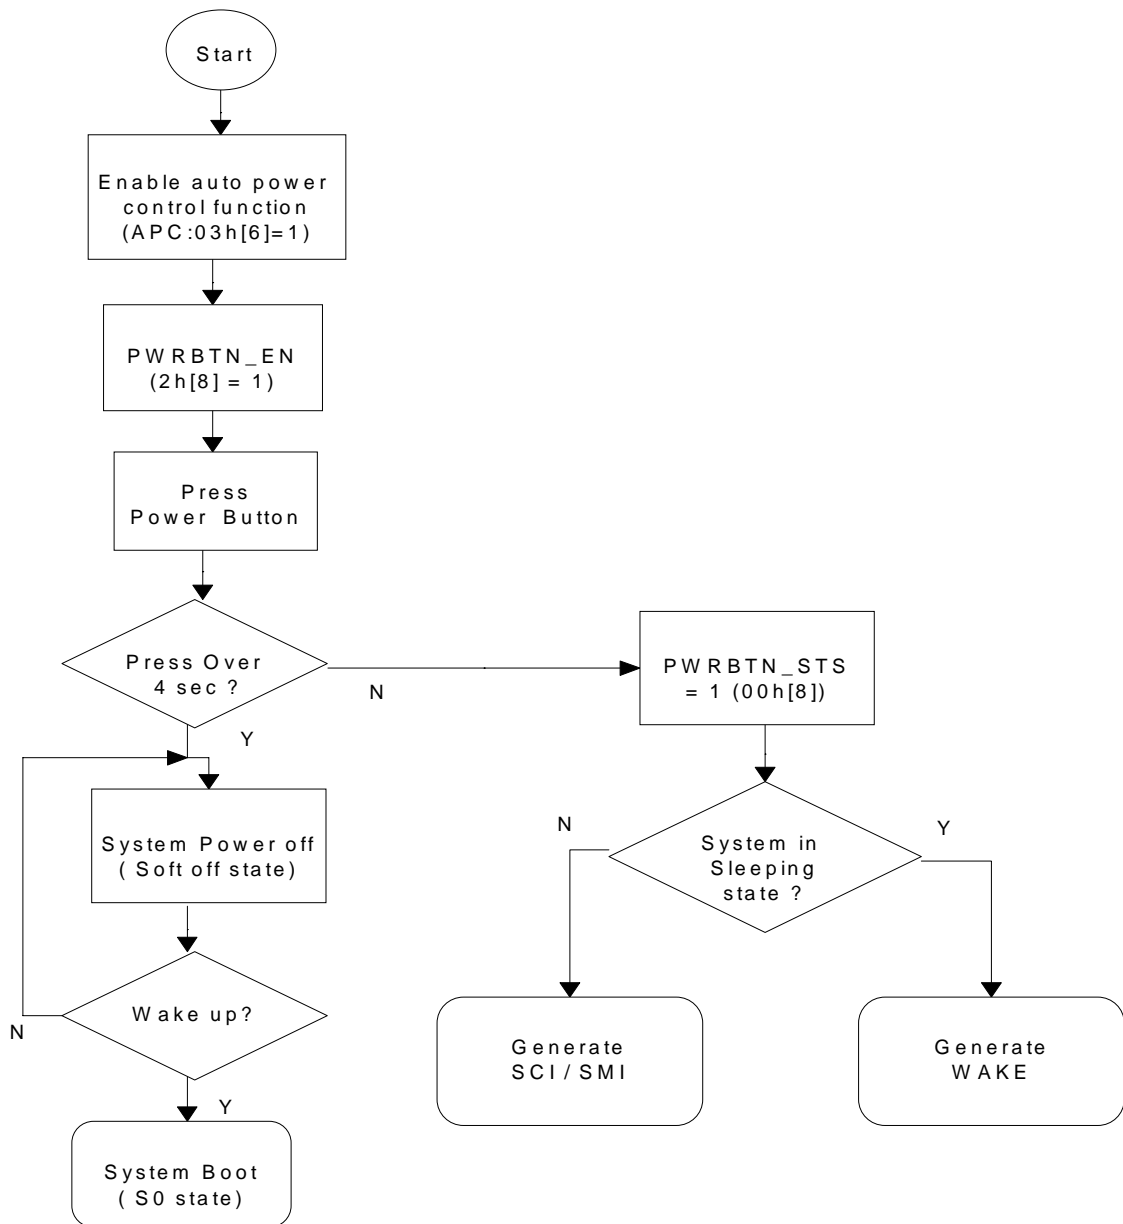 Start
Enable auto power
control function
(APC:03h[6]=1)
PWRBTN_EN
(2h[8] = 1)
Press
Power Button
Press Over
4 sec ?
N
Y
PWRBTN_STS
= 1 (00h[8])
System Power off
( Soft off state)
N
System in
Sleeping
state ?
Y
Wake up?
N
Y
Generate
SCI / SMI
Generate
WAKE
System Boot
( S0 state)